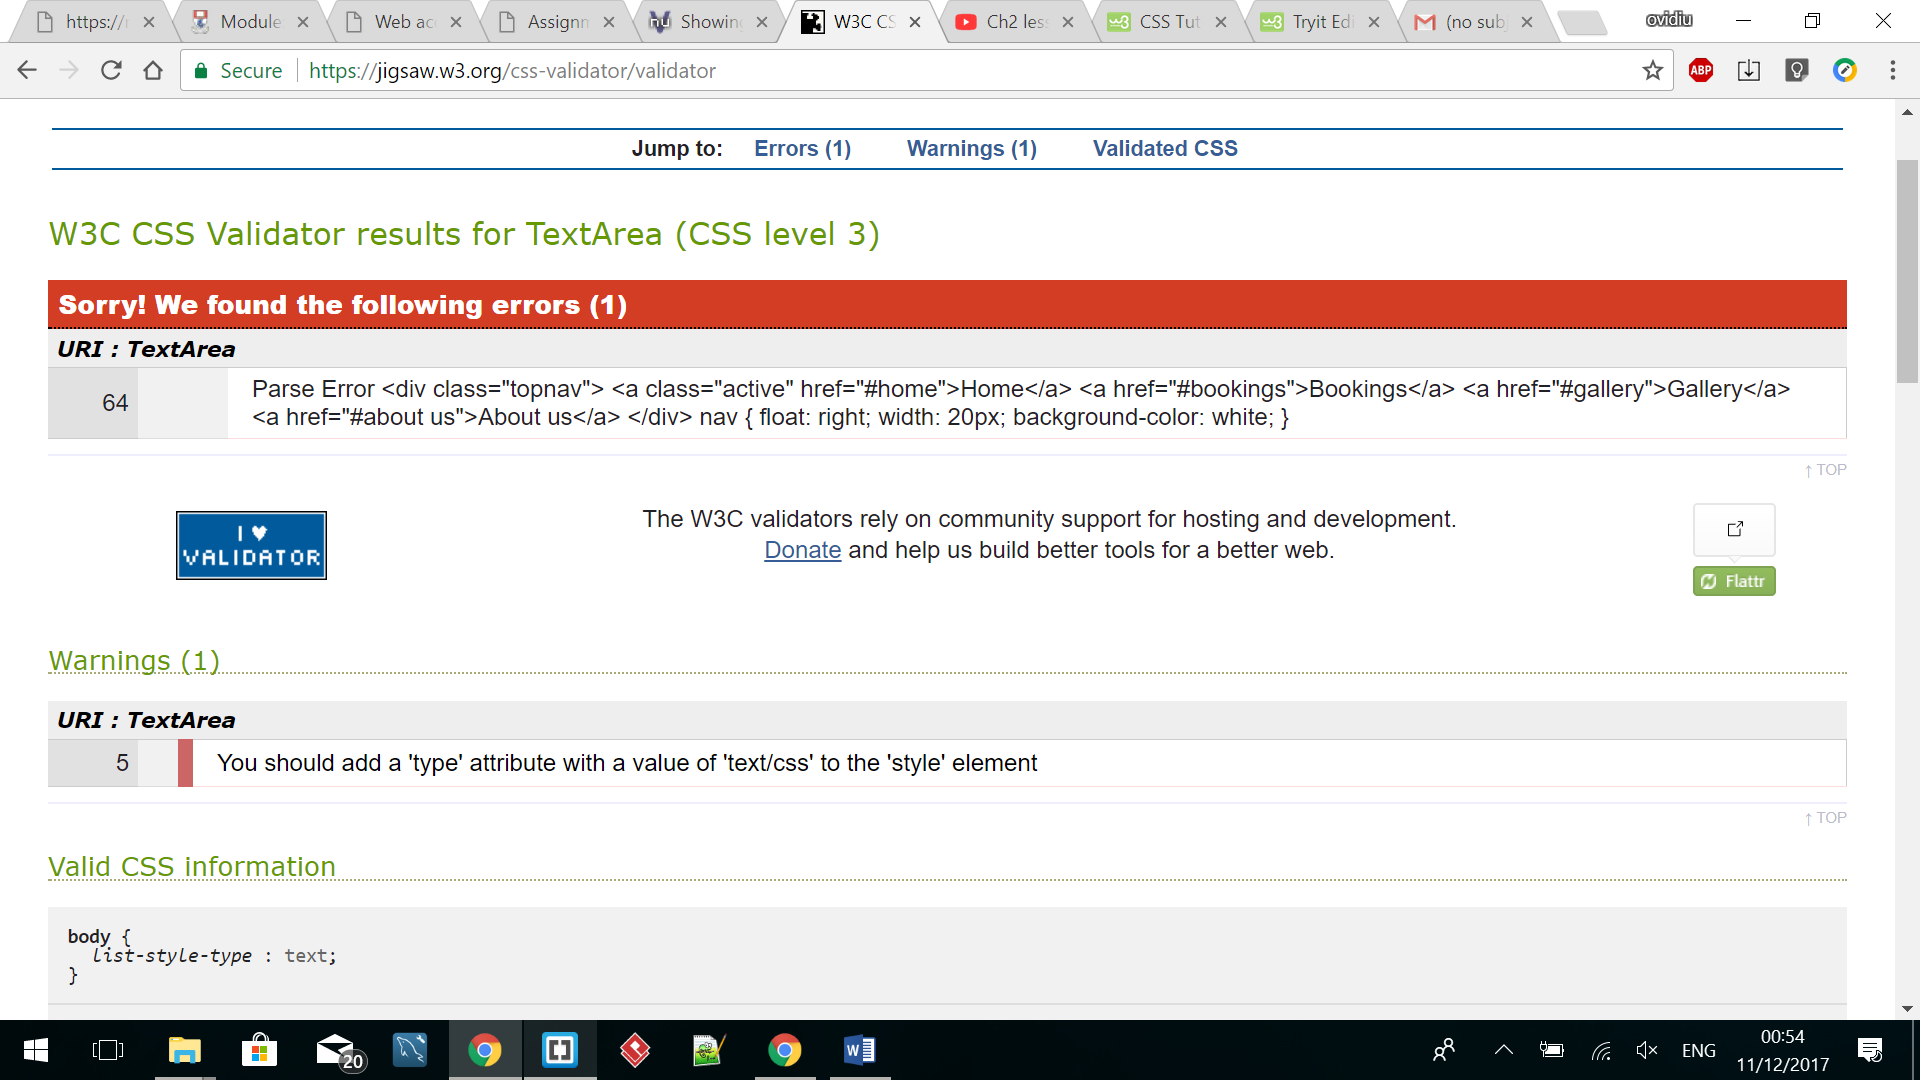 https://r
Module
Web ac
Assignm
Showing
W3C CS
Ch2 les
CSS Tut
Tryit Edi
(no sub
ovidiu
Secure https://jigsaw.w3.org/css-validator/validator
ABP
Jump to: Errors (1) Warnings (1) Validated CSS
W3C CSS Validator results for TextArea (CSS level 3)
Sorry! We found the following errors (1)
URI : TextArea
64 Parse Error <div class="topnav"> <a class="active" href="#home">Home</a> <a href="#bookings">Bookings</a> <a href="#gallery">Gallery</a>
<a href="#about us">About us</a> </div> nav { float: right; width: 20px; background-color: white; }
↑ TOP
I ♥
VALIDATOR
The W3C validators rely on community support for hosting and development.
Donate and help us build better tools for a better web.
Flattr
Warnings (1)
URI : TextArea
5 You should add a 'type' attribute with a value of 'text/css' to the 'style' element
↑ TOP
Valid CSS information
body {
list-style-type : text;
}
20
ENG
00:54
11/12/2017